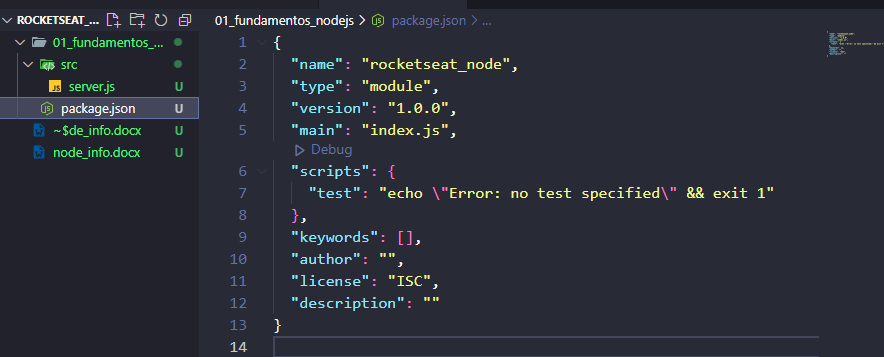 ROCKETSEAT_...
01_fundamentos_...
src
server.js U
package.json U
~$de_info.docx U
node_info.docx U
01_fundamentos_nodejs > package.json > ...
1 {
2 "name": "rocketseat_node",
3 "type": "module",
4 "version": "1.0.0",
5 "main": "index.js",
Debug
6 "scripts": {
7 "test": "echo \"Error: no test specified\" && exit 1"
8 },
9 "keywords": [],
10 "author": "",
11 "license": "ISC",
12 "description": ""
13 }
14